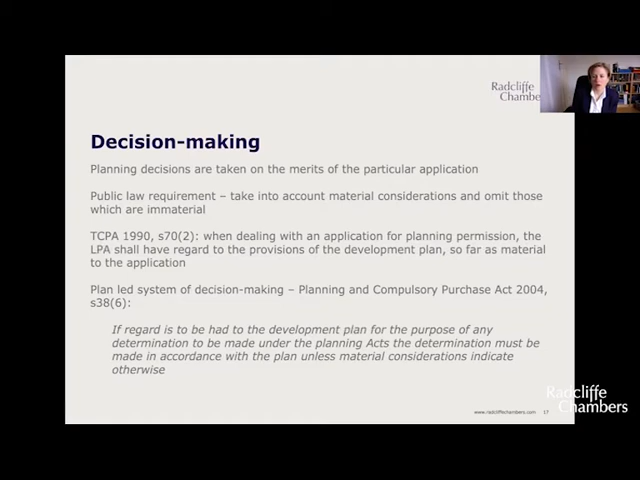 Radcliffe
Chambe
Decision-making
Planning decisions are taken on the merits of the particular application
Public law requirement – take into account material considerations and omit those
which are immaterial
TCPA 1990, s70(2): when dealing with an application for planning permission, the
LPA shall have regard to the provisions of the development plan, so far as material
to the application
Plan led system of decision-making – Planning and Compulsory Purchase Act 2004,
s38(6):
If regard is to be had to the development plan for the purpose of any
determination to be made under the planning Acts the determination must be
made in accordance with the plan unless material considerations indicate
otherwise
Radcliffe
Chambers
www.radcliffechambers.com 17